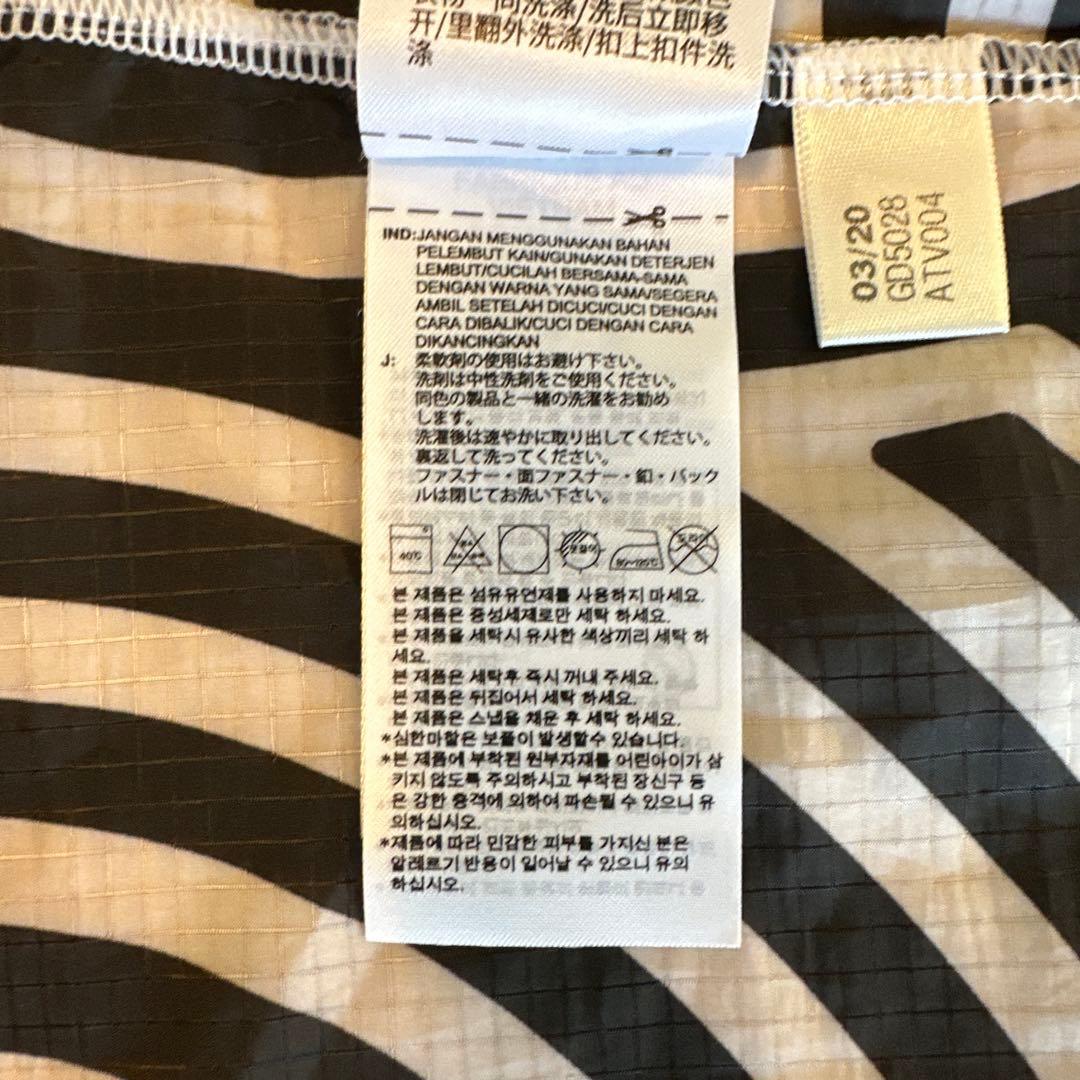 开/里翻外洗涤/扣上扣件洗
涤
03/20
GD5028
ATV004
IND:JANGAN MENGGUNAKAN BAHAN
PELEMBUT KAIN/GUNAKAN DETERJEN
LEMBUT/CUCILAH BERSAMA-SAMA
DENGAN WARNA YANG SAMA/SEGERA
AMBIL SETELAH DICUCI/CUCI DENGAN
CARA DIBALIK/CUCI DENGAN CARA
DIKANCINGKAN
J: 柔軟剤の使用はお避け下さい。
洗剤は中性洗剤をご使用ください。
同色の製品と一緒の洗濯をお勧め
します。
洗濯後は速やかに取り出してください。
裏返して洗ってください。
ファスナー・面ファスナー・釦・バック
ルは閉じてお洗い下さい。
40℃
80~120℃
드라이
본 제품은 섬유유연제를 사용하지 마세요.
본 제품은 중성세제로만 세탁 하세요.
본 제품을 세탁시 유사한 색상끼리 세탁 하
세요.
본 제품은 세탁후 즉시 꺼내 주세요.
본 제품은 뒤집어서 세탁 하세요.
본 제품은 스냅을 채운 후 세탁 하세요.
*심한마찰은 보풀이 발생할수 있습니다.
*본 제품에 부착된 원부자재를 어린아이가 삼
키지 않도록 주의하시고 부착된 장신구 등
은 강한 충격에 의하여 파손될 수 있으니 유
의하십시오.
*제품에 따라 민감한 피부를 가지신 분은
알레르기 반응이 일어날 수 있으니 유의
하십시오.